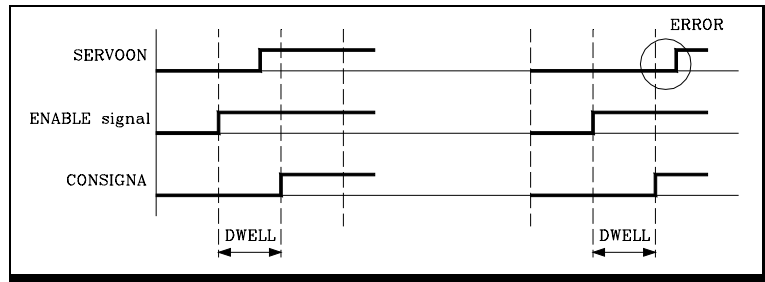 ERROR
SERVOON
ENABLE signal
CONSIGNA
DWELL DWELL